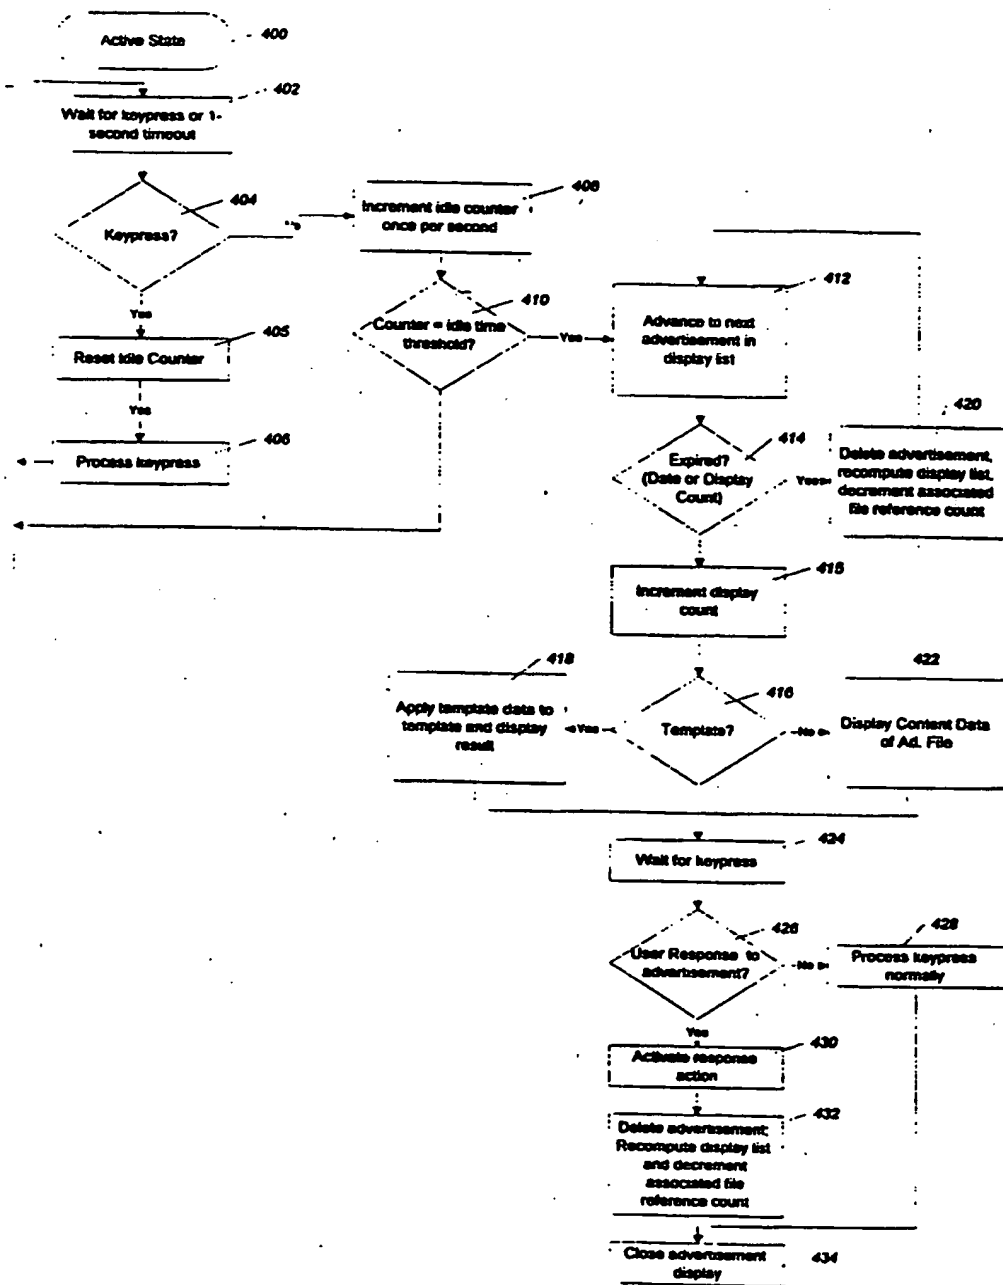 Active State
400
402
Wait for keypress or 1-
second timeout
404
Keypress?
No
408
Increment idle counter
once per second
Yes
405
Reset Idle Counter
Yes
406
Process keypress
410
Counter = idle time
threshold?
Yes
412
Advance to next
advertisement in
display list
414
Expired?
(Date or Display
Count)
Yes
420
Delete advertisement,
recompute display list,
decrement associated
file reference count
415
Increment display
count
416
Template?
Yes
418
Apply template data to
template and display
result
No
422
Display Content Data
of Ad. File
424
Wait for keypress
426
User Response to
advertisement?
No
428
Process keypress
normally
Yes
430
Activate response
action
432
Delete advertisement;
Recompute display list
and decrement
associated file
reference count
Close advertisement
display
434